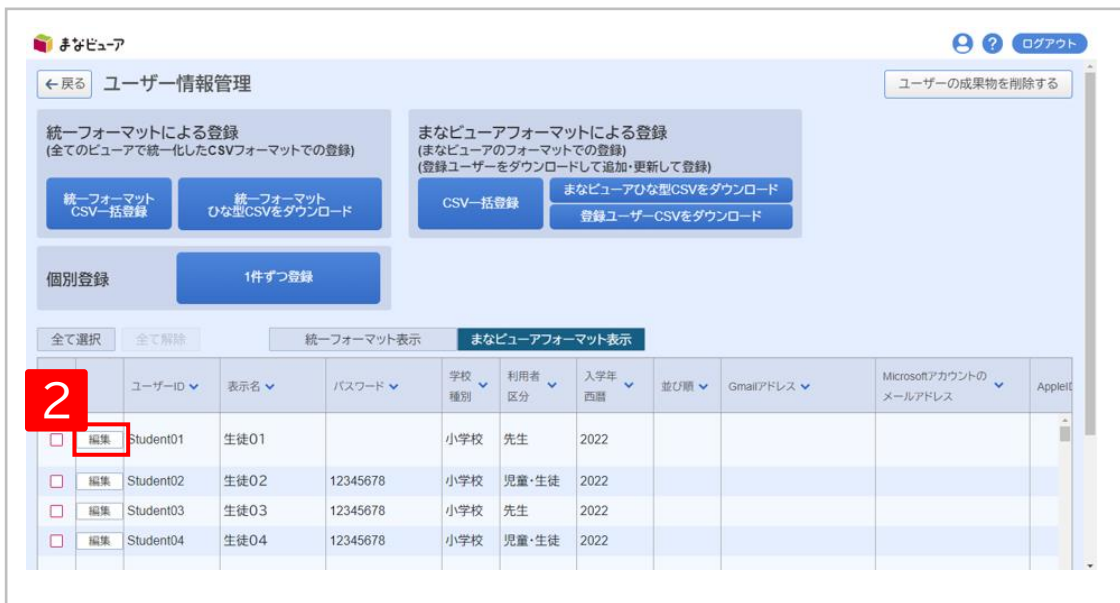 まなビューア
? ログアウト
←戻る ユーザー情報管理 ユーザーの成果物を削除する
統一フォーマットによる登録
(全てのビューアで統一化したCSVフォーマットでの登録)
統一フォーマット
CSV一括登録
統一フォーマット
ひな型CSVをダウンロード
まなビューアフォーマットによる登録
(まなビューアのフォーマットでの登録)
(登録ユーザーをダウンロードして追加・更新して登録)
CSV一括登録
まなビューアひな型CSVをダウンロード
登録ユーザーCSVをダウンロード
個別登録 1件ずつ登録
全て選択 全て解除 統一フォーマット表示 まなビューアフォーマット表示
ユーザーID 表示名 パスワード 学校種別 利用者区分 入学年西暦 並び順 Gmailアドレス Microsoftアカウントのメールアドレス AppleID
2
編集 Student01 生徒01 小学校 先生 2022
編集 Student02 生徒02 12345678 小学校 児童・生徒 2022
編集 Student03 生徒03 12345678 小学校 先生 2022
編集 Student04 生徒04 12345678 小学校 児童・生徒 2022